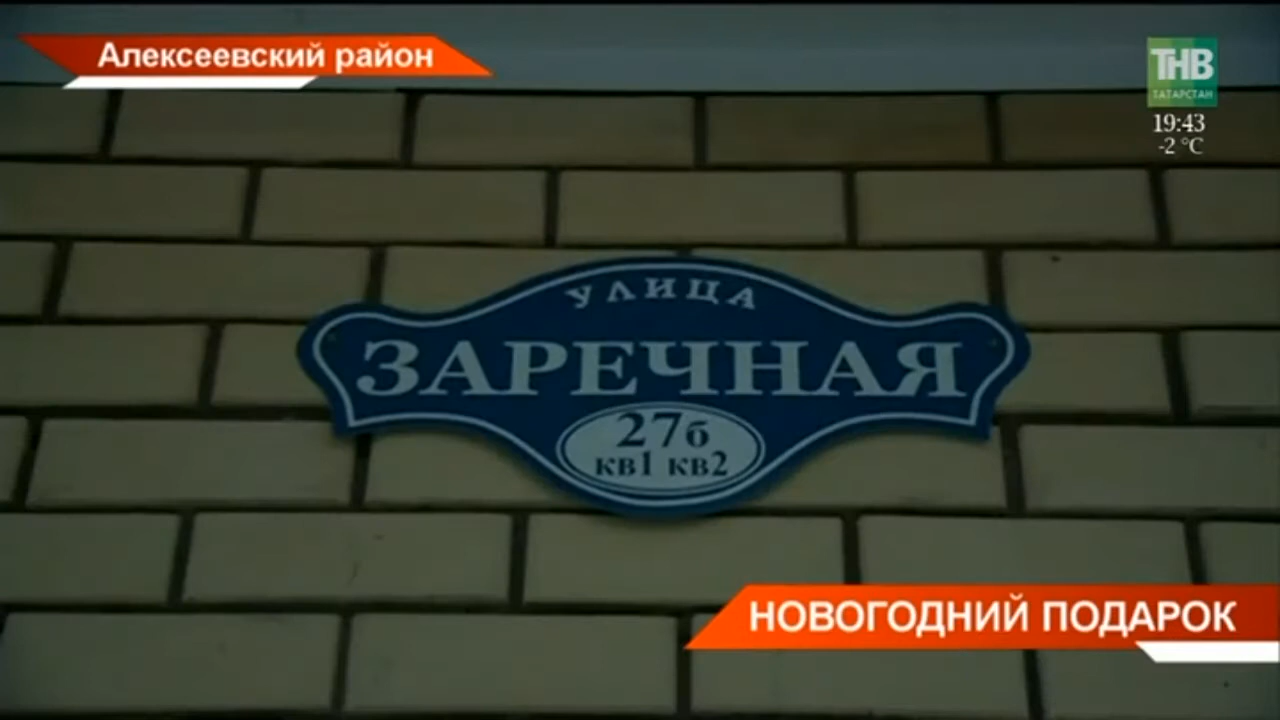 Алексеевский район
ТНВ
ТАТАРСТАН
19:43
-2 °C
УЛИЦА
ЗАРЕЧНАЯ
27б
кв1 кв2
НОВОГОДНИЙ ПОДАРОК